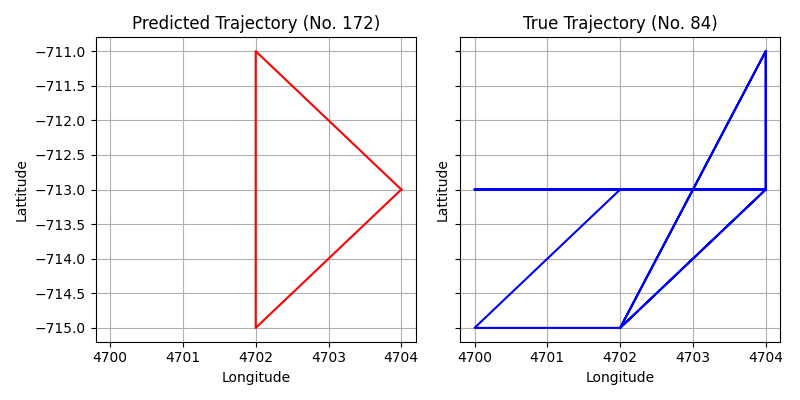 Predicted Trajectory (No. 172)
True Trajectory (No. 84)
−711.0
−711.5
−712.0
−712.5
−713.0
−713.5
−714.0
−714.5
−715.0
Lattitude
Lattitude
4700 4701 4702 4703 4704
4700 4701 4702 4703 4704
Longitude
Longitude